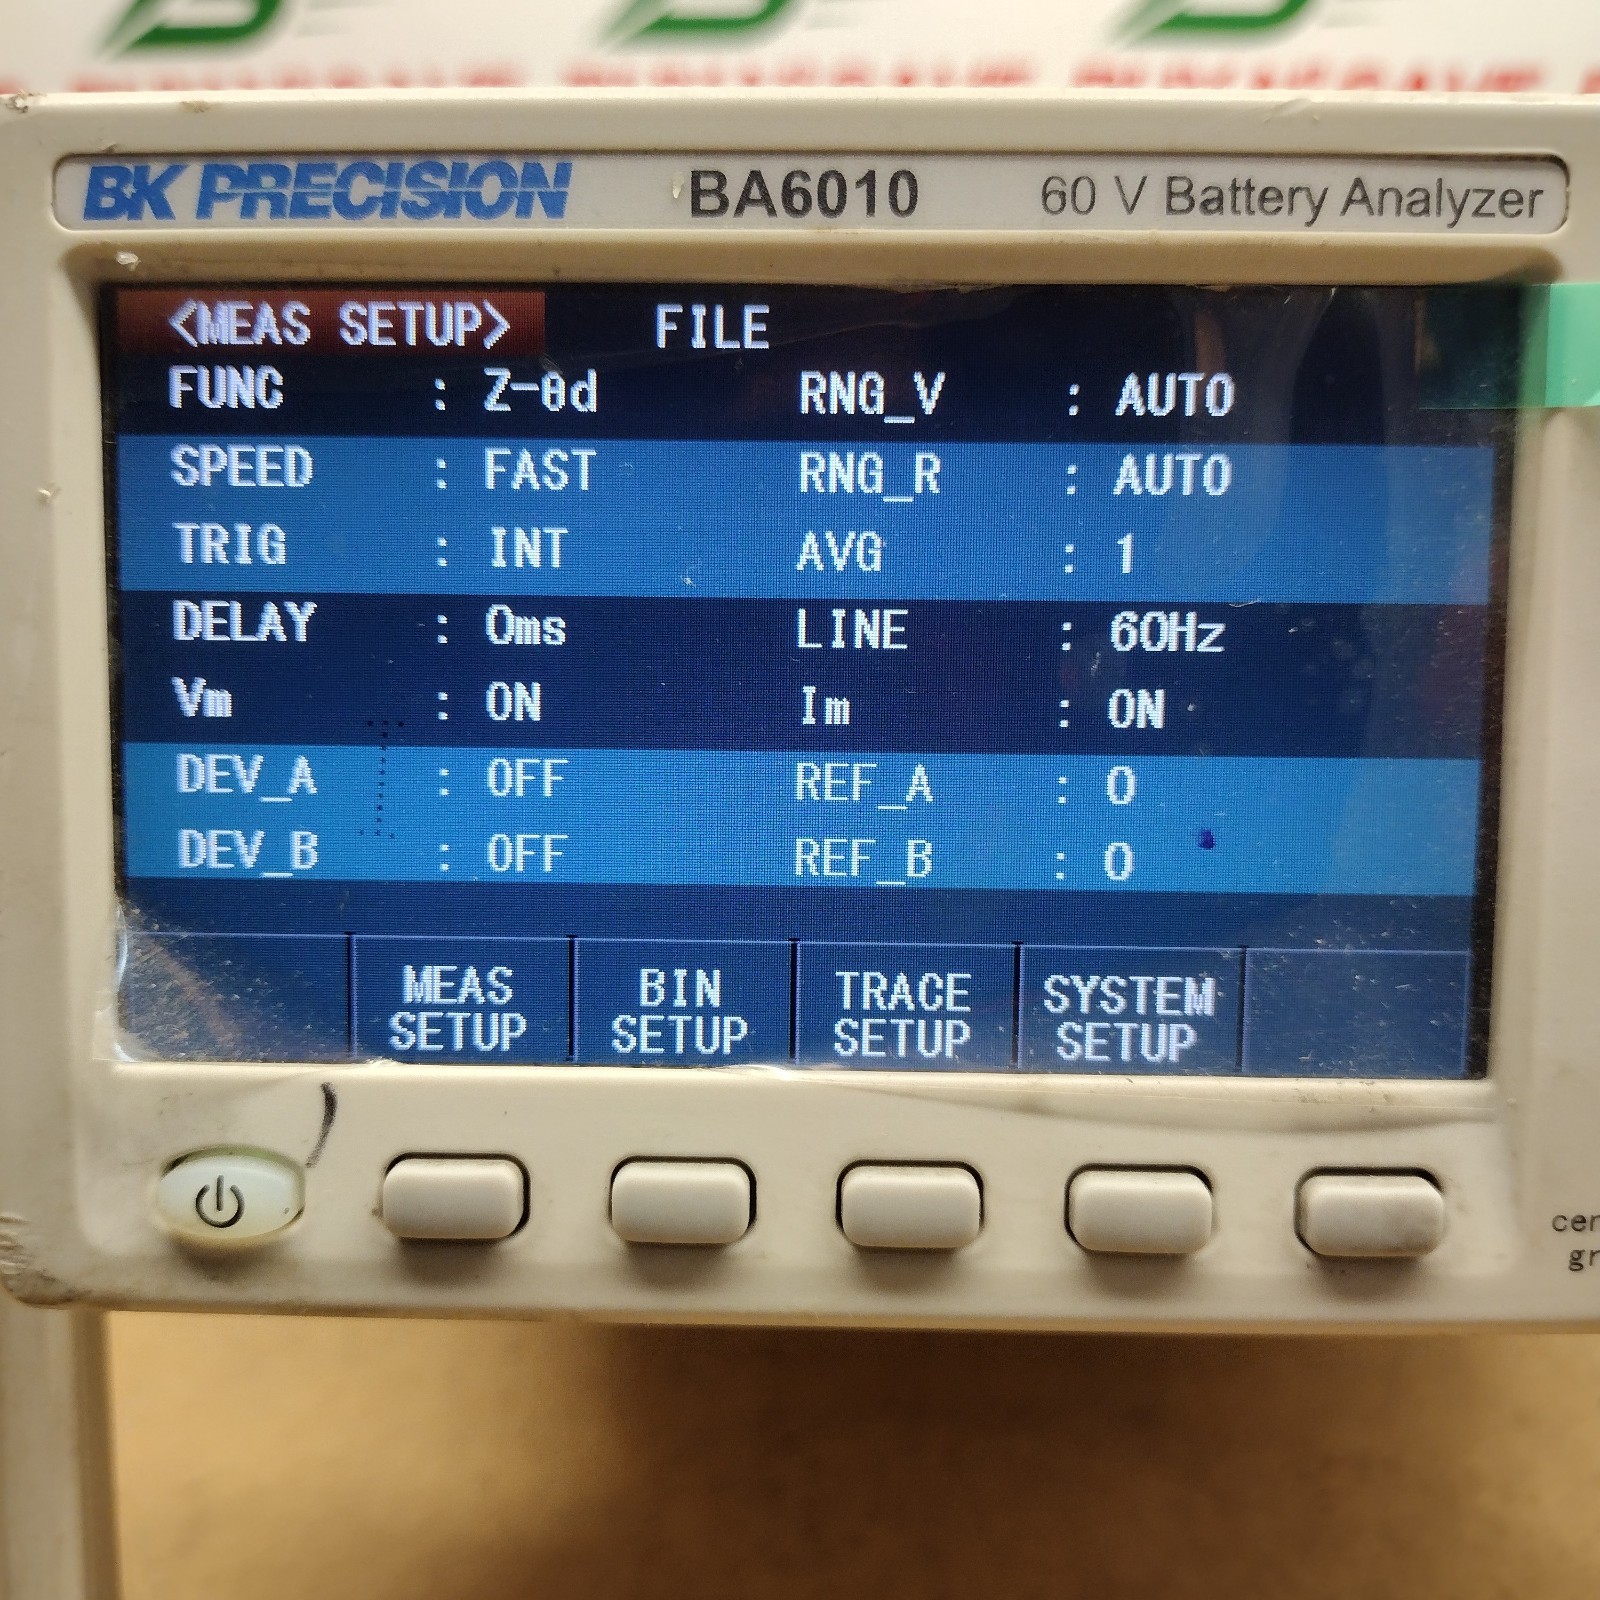 BK PRECISION BA6010 60 V Battery Analyzer
<MEAS SETUP> FILE
FUNC : Z-θd RNG_V : AUTO
SPEED : FAST RNG_R : AUTO
TRIG : INT AVG : 1
DELAY : 0ms LINE : 60Hz
Vm : ON Im : ON
DEV_A : OFF REF_A : 0
DEV_B : OFF REF_B : 0
MEAS SETUP
BIN SETUP
TRACE SETUP
SYSTEM SETUP